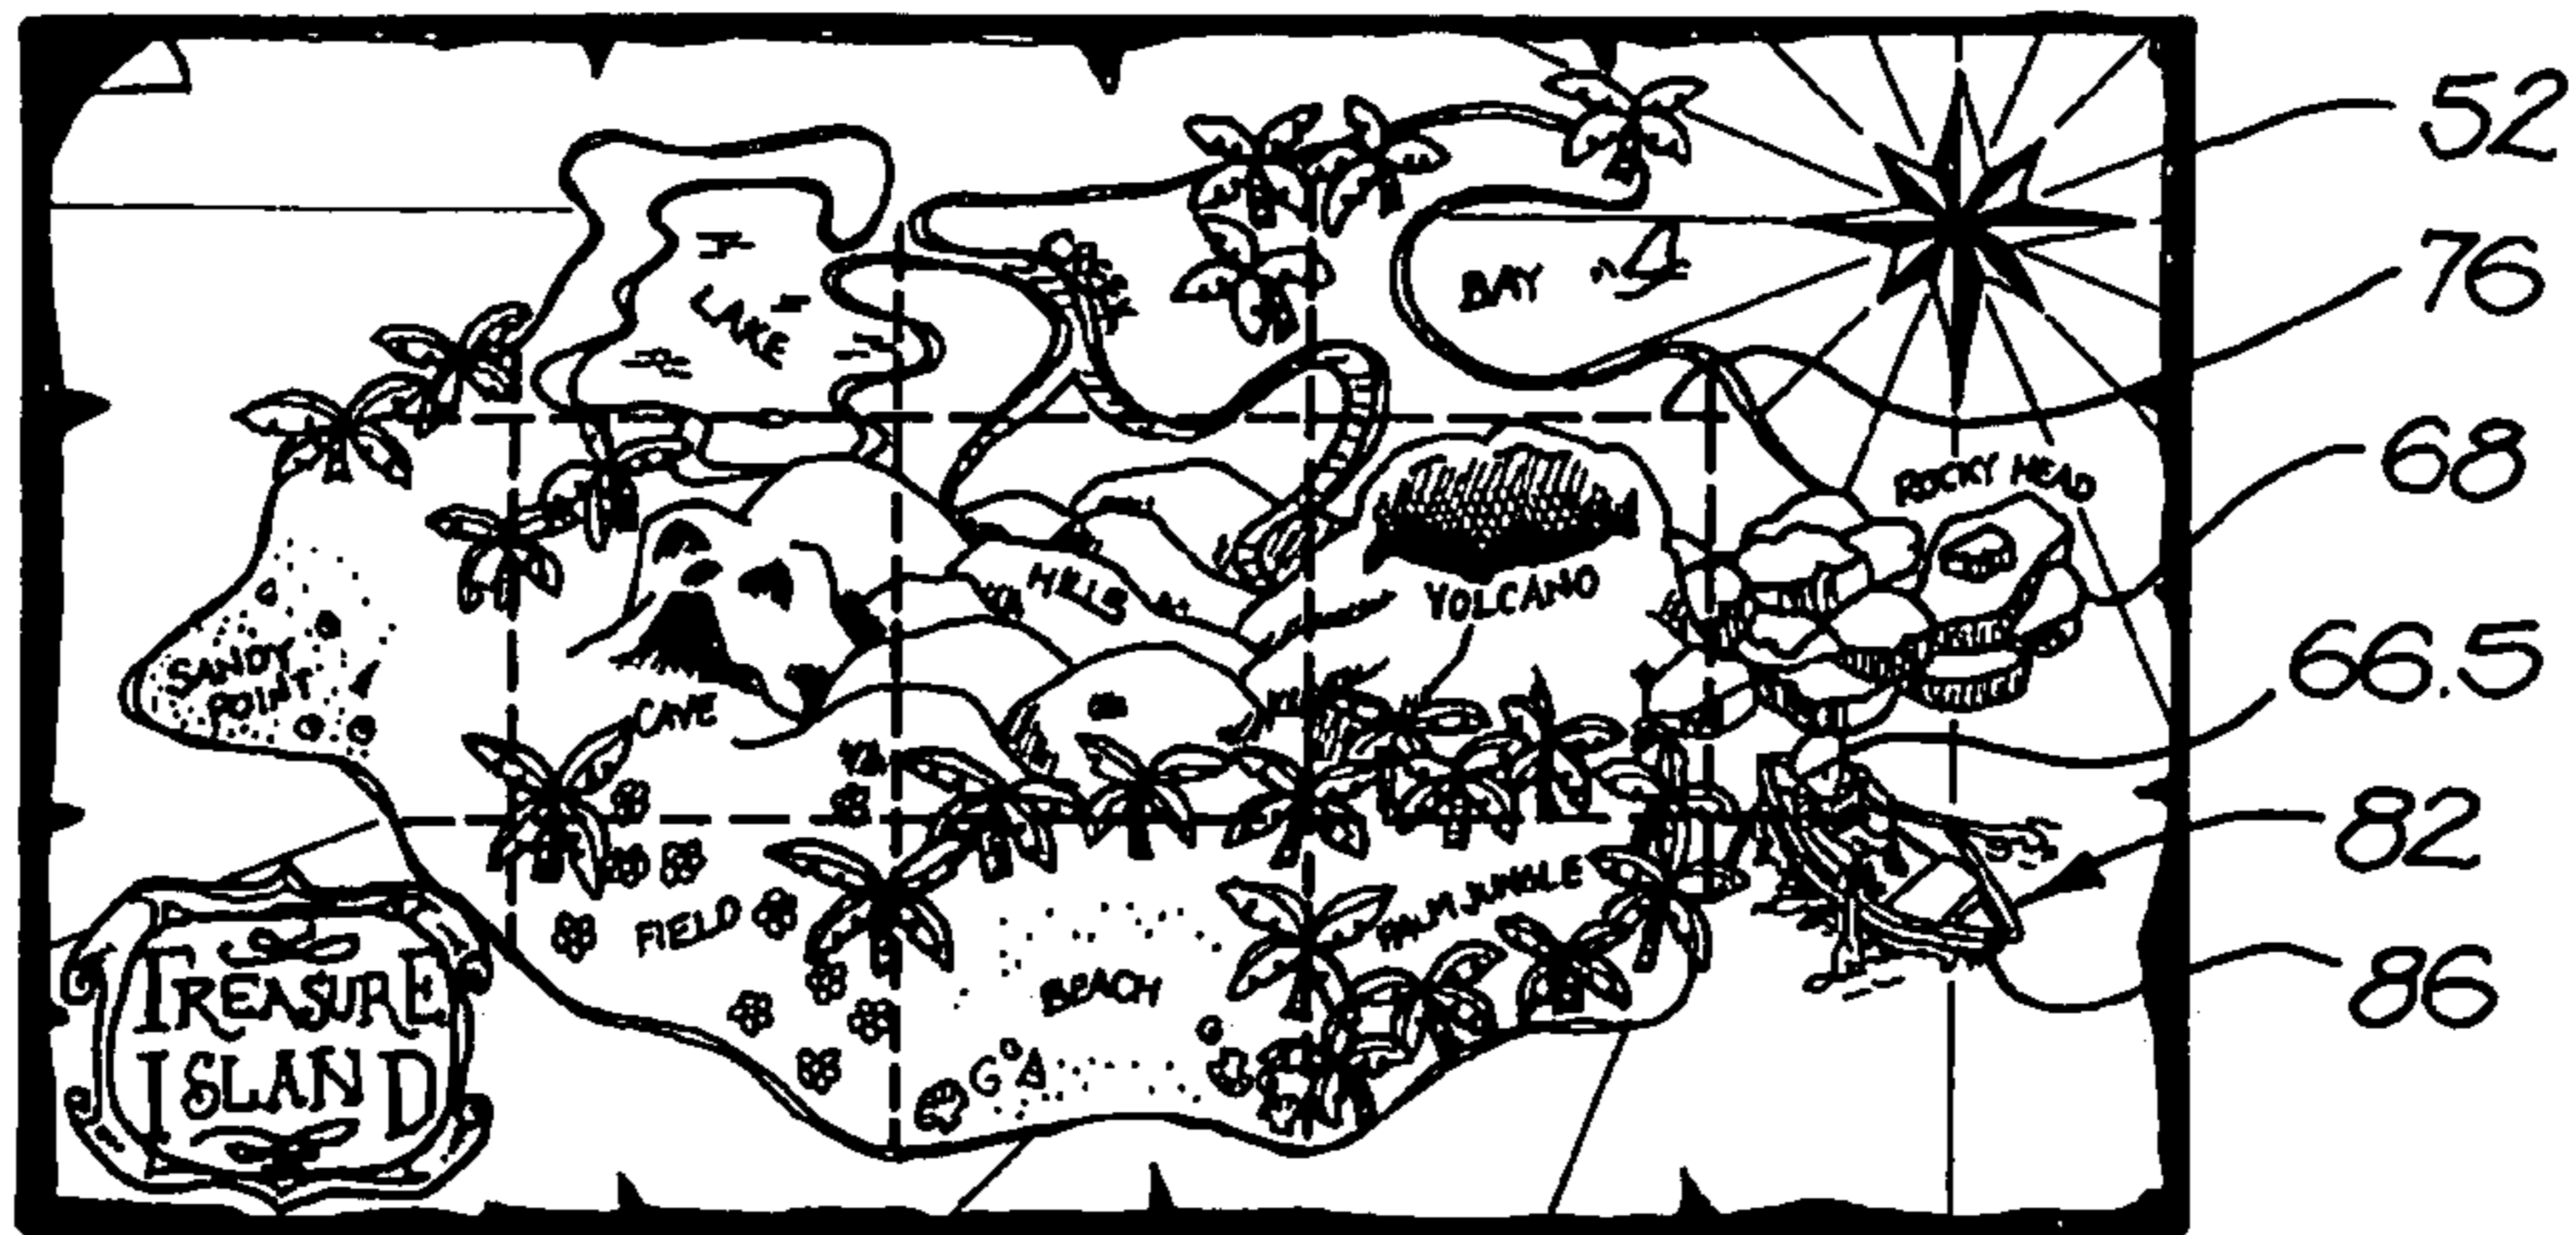 52
76
BAY
LAKE
68
ROCKY HEAD
HILLS
VOLCANO
66.5
SANDY
POINT
CAVE
82
PALM JUNGLE
FIELD
86
BEACH
TREASURE
ISLAND